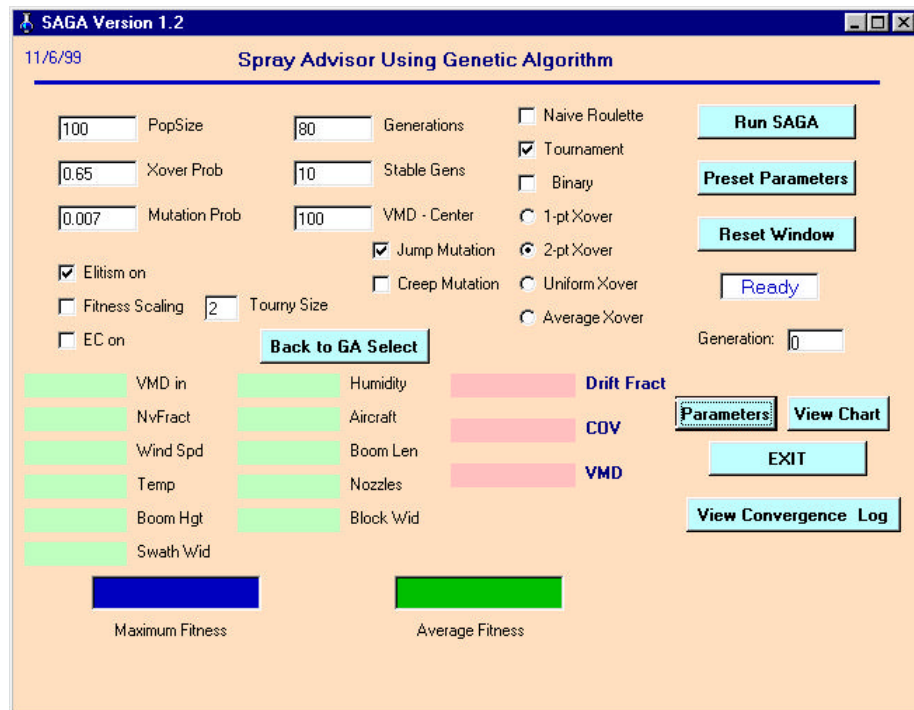 SAGA Version 1.2
11/6/99
Spray Advisor Using Genetic Algorithm
100 PopSize
80 Generations
Naive Roulette
Run SAGA
Tournament
0.65 Xover Prob
10 Stable Gens
Binary
Preset Parameters
0.007 Mutation Prob
100 VMD - Center
1-pt Xover
Reset Window
Jump Mutation
2-pt Xover
Elitism on
Creep Mutation
Uniform Xover
Ready
Fitness Scaling
2 Tourny Size
Average Xover
EC on
Back to GA Select
Generation: 0
VMD in
Humidity
Drift Fract
NvFract
Aircraft
COV
Parameters
View Chart
Wind Spd
Boom Len
VMD
EXIT
Temp
Nozzles
Boom Hgt
Block Wid
View Convergence Log
Swath Wid
Maximum Fitness
Average Fitness